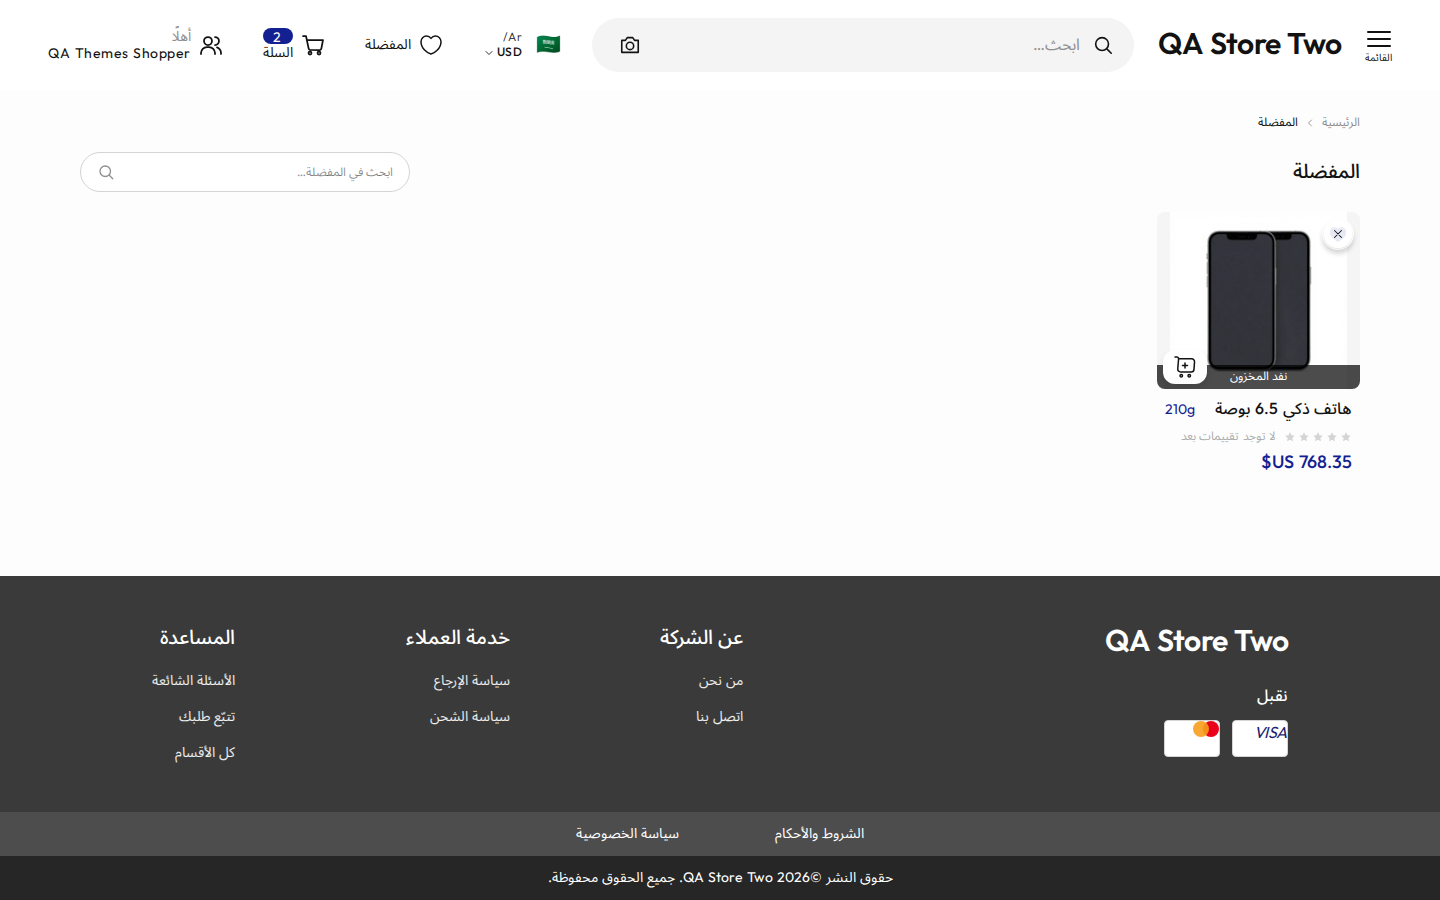 القائمة
QA Store Two
ابحث...
/Ar
USD
المفضلة
2
السلة
أهلًا
QA Themes Shopper
الرئيسية
المفضلة
المفضلة
ابحث في المفضلة...
نفد المخزون
هاتف ذكي 6.5 بوصة
210g
لا توجد تقييمات بعد
$US 768.35
QA Store Two
نقبل
VISA
عن الشركة
من نحن
اتصل بنا
خدمة العملاء
سياسة الإرجاع
سياسة الشحن
المساعدة
الأسئلة الشائعة
تتبّع طلبك
كل الأقسام
الشروط والأحكام
سياسة الخصوصية
حقوق النشر ©2026 QA Store Two. جميع الحقوق محفوظة.